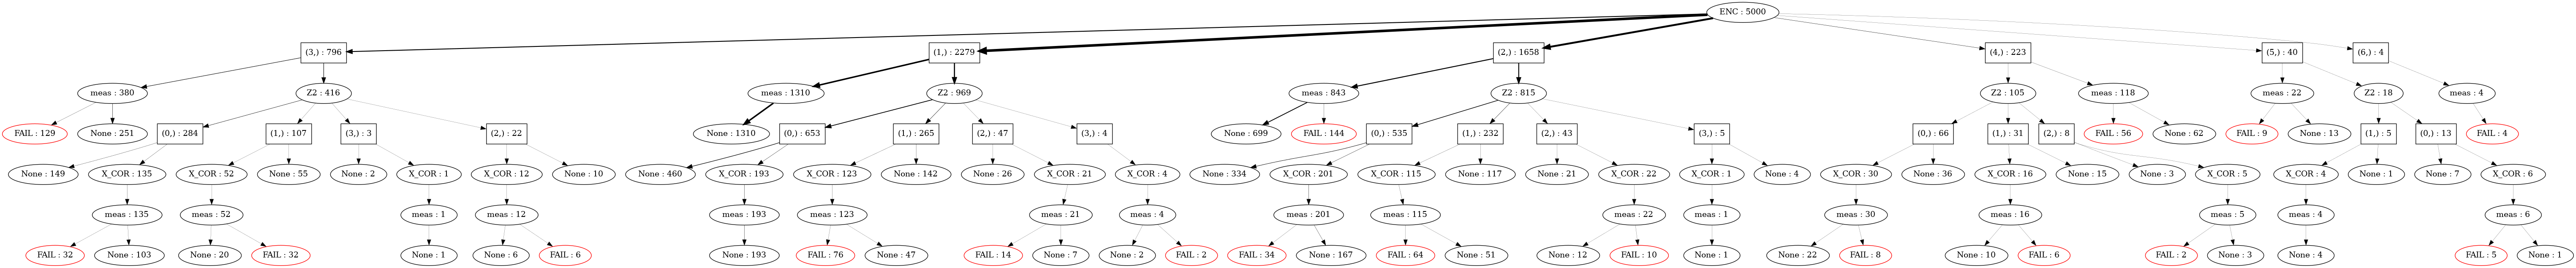 ENC : 5000
(3,) : 796
(1,) : 2279
(2,) : 1658
(4,) : 223
(5,) : 40
(6,) : 4
meas : 380
Z2 : 416
meas : 1310
Z2 : 969
meas : 843
Z2 : 815
Z2 : 105
meas : 118
meas : 22
Z2 : 18
meas : 4
FAIL : 129
None : 251
(0,) : 284
(1,) : 107
(3,) : 3
(2,) : 22
None : 1310
(0,) : 653
(1,) : 265
(2,) : 47
(3,) : 4
None : 699
FAIL : 144
(0,) : 535
(1,) : 232
(2,) : 43
(3,) : 5
(0,) : 66
(1,) : 31
(2,) : 8
FAIL : 56
None : 62
FAIL : 9
None : 13
(1,) : 5
(0,) : 13
FAIL : 4
None : 149
X_COR : 135
X_COR : 52
None : 55
None : 2
X_COR : 1
X_COR : 12
None : 10
None : 460
X_COR : 193
X_COR : 123
None : 142
None : 26
X_COR : 21
X_COR : 4
None : 334
X_COR : 201
X_COR : 115
None : 117
None : 21
X_COR : 22
X_COR : 1
None : 4
X_COR : 30
None : 36
X_COR : 16
None : 15
None : 3
X_COR : 5
X_COR : 4
None : 1
None : 7
X_COR : 6
meas : 135
meas : 52
meas : 1
meas : 12
meas : 193
meas : 123
meas : 21
meas : 4
meas : 201
meas : 115
meas : 22
meas : 1
meas : 30
meas : 16
meas : 5
meas : 4
meas : 6
FAIL : 32
None : 103
None : 20
FAIL : 32
None : 1
None : 6
FAIL : 6
None : 193
FAIL : 76
None : 47
FAIL : 14
None : 7
None : 2
FAIL : 2
FAIL : 34
None : 167
FAIL : 64
None : 51
None : 12
FAIL : 10
None : 1
None : 22
FAIL : 8
None : 10
FAIL : 6
FAIL : 2
None : 3
None : 4
FAIL : 5
None : 1